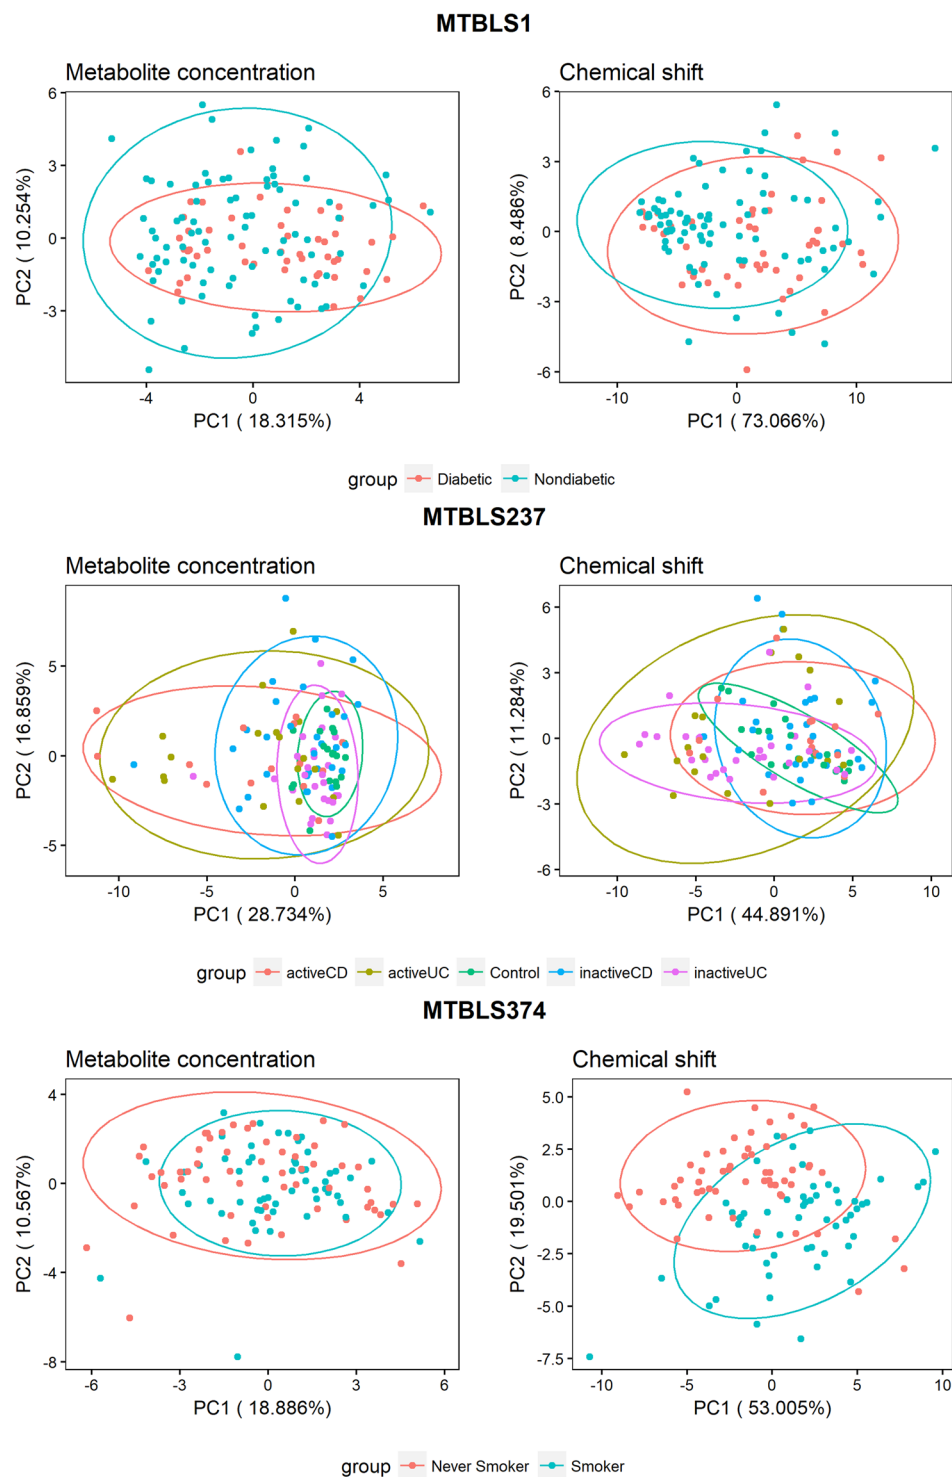 MTBLS1
Metabolite concentration
Chemical shift
6
3
0
-3
PC2 ( 10.254%)
-4
0
4
PC1 ( 18.315%)
6
3
0
-3
-6
PC2 ( 8.486%)
-10
0
10
PC1 ( 73.066%)
group Diabetic Nondiabetic
MTBLS237
Metabolite concentration
Chemical shift
5
0
-5
PC2 ( 16.859%)
-10
-5
0
5
PC1 ( 28.734%)
6
3
0
-3
-6
PC2 ( 11.284%)
-10
-5
0
5
10
PC1 ( 44.891%)
group activeCD activeUC Control inactiveCD inactiveUC
MTBLS374
Metabolite concentration
Chemical shift
4
0
-4
-8
PC2 ( 10.567%)
-6
-3
0
3
6
PC1 ( 18.886%)
5.0
2.5
0.0
-2.5
-5.0
-7.5
PC2 ( 19.501%)
-10
-5
0
5
10
PC1 ( 53.005%)
group Never Smoker Smoker